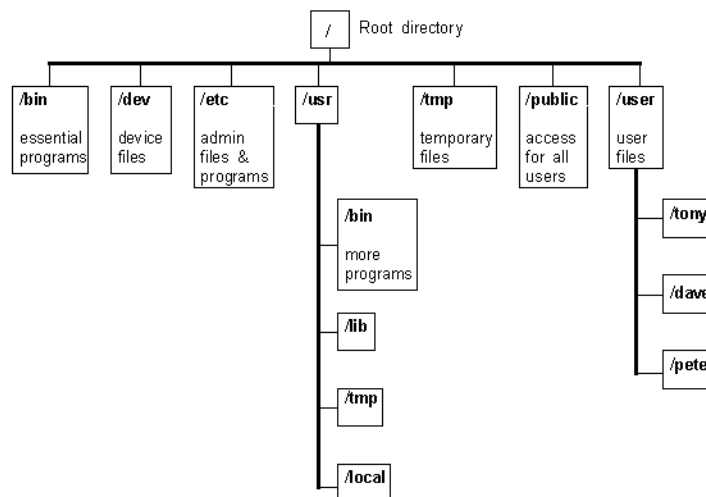 / Root directory
/bin
essential
programs
/dev
device
files
/etc
admin
files &
programs
/usr
/tmp
temporary
files
/public
access
for all
users
/user
user
files
/bin
more
programs
/lib
/tmp
/local
/tony
/dave
/pete